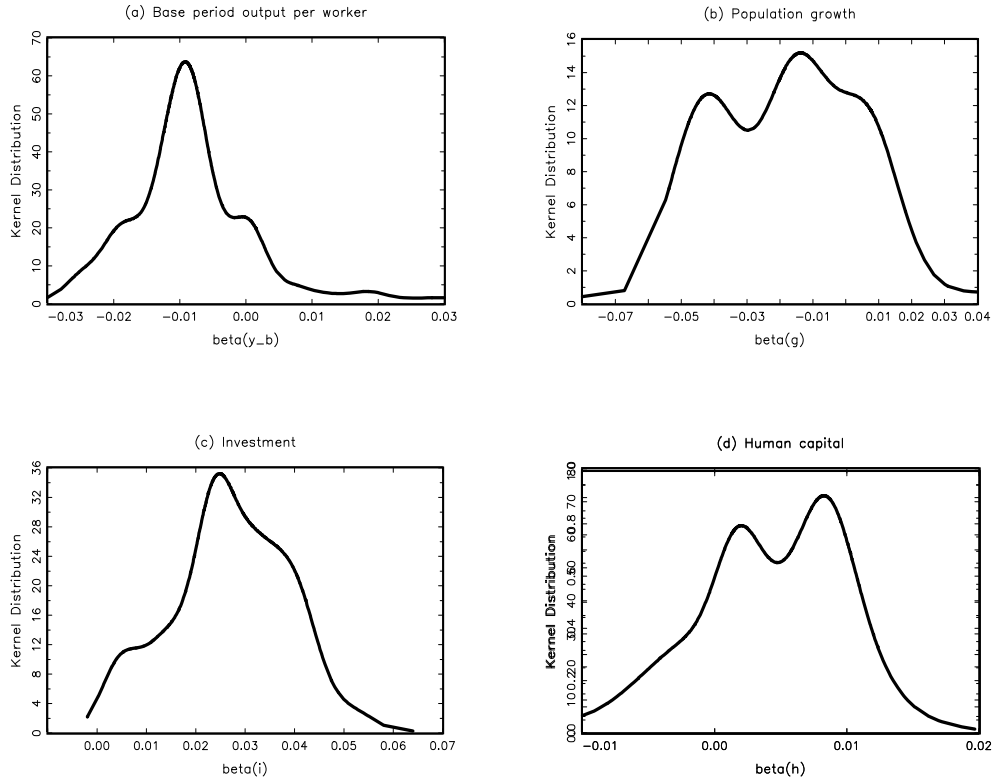 (a) Base period output per worker
70
60
50
40
30
20
10
0
Kernel Distribution
-0.03 -0.02 -0.01 0.00 0.01 0.02 0.03
beta(y_b)
(b) Population growth
16
14
12
10
8
6
4
2
0
Kernel Distribution
-0.07 -0.05 -0.03 -0.01 0.01 0.02 0.03 0.04
beta(g)
(c) Investment
36
32
28
24
20
16
12
8
4
0
Kernel Distribution
0.00 0.01 0.02 0.03 0.04 0.05 0.06 0.07
beta(i)
(d) Human capital
70
50
40
Kernel Distribution
-0.01 0.00 0.01 0.02
beta(h)